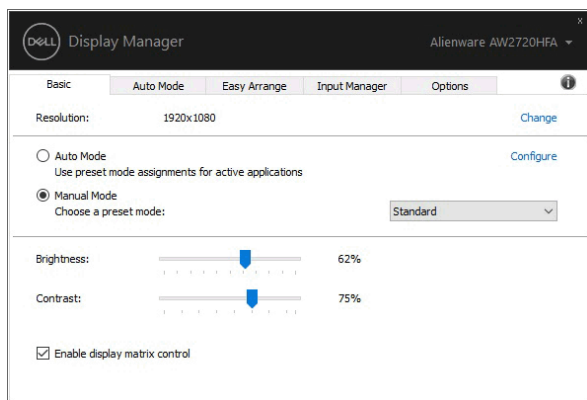 DELL Display Manager Alienware AW2720HFA
x
Basic Auto Mode Easy Arrange Input Manager Options
Resolution: 1920x1080 Change
Auto Mode Configure
Use preset mode assignments for active applications
Manual Mode
Choose a preset mode: Standard
Brightness: 62%
Contrast: 75%
Enable display matrix control